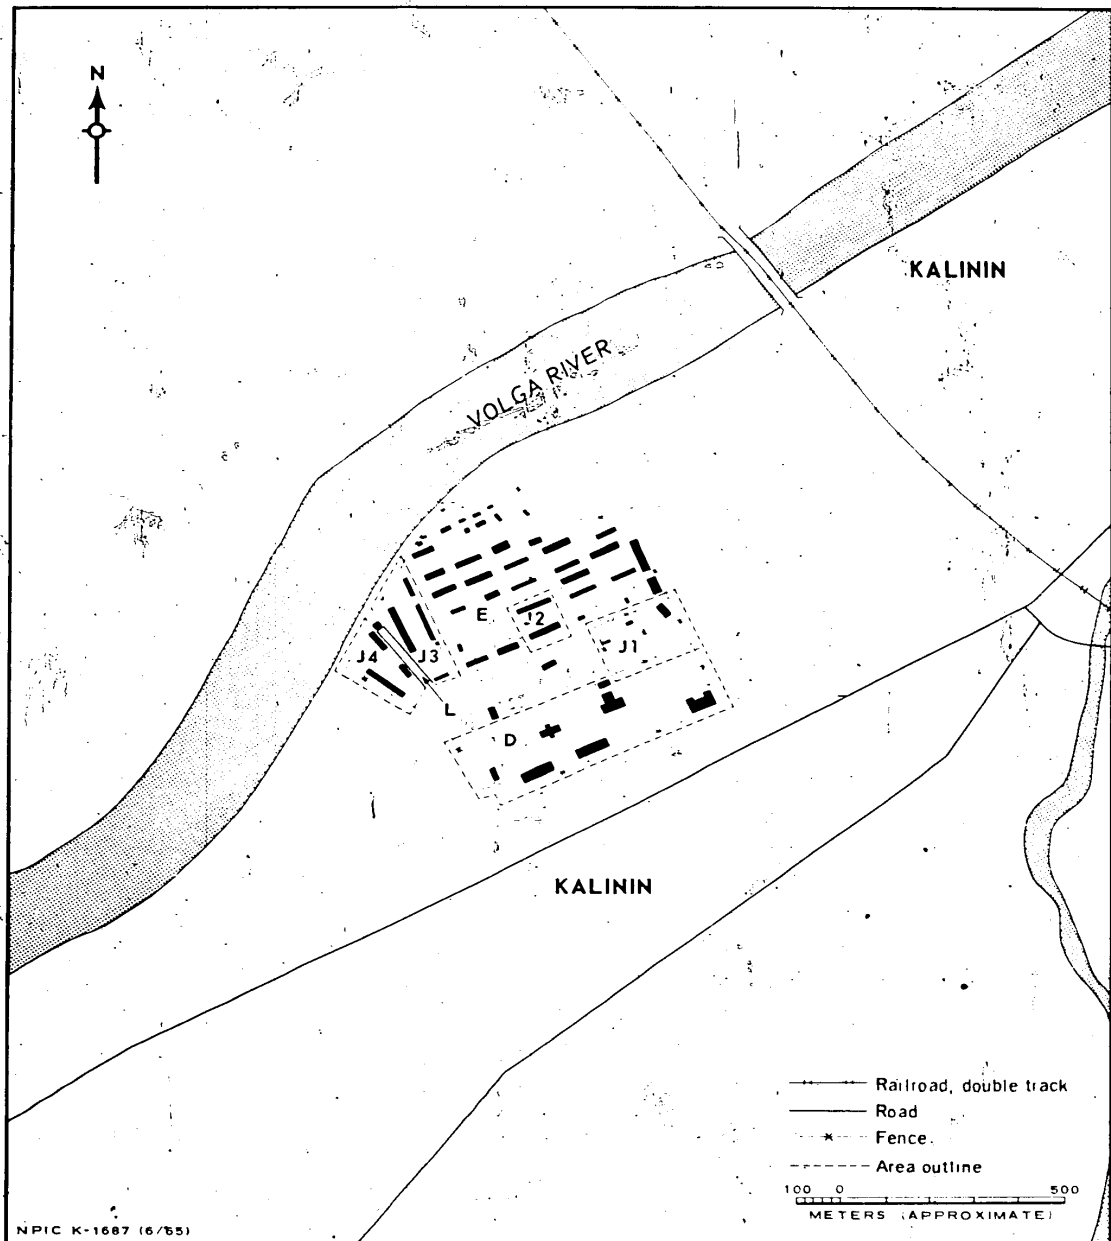 N
KALININ
VOLGA RIVER
E
J2
J1
J4
J3
L
D
KALININ
Railroad, double track
Road
Fence
Area outline
100 0 500
METERS (APPROXIMATE)
NPIC K-1687 (6/65)